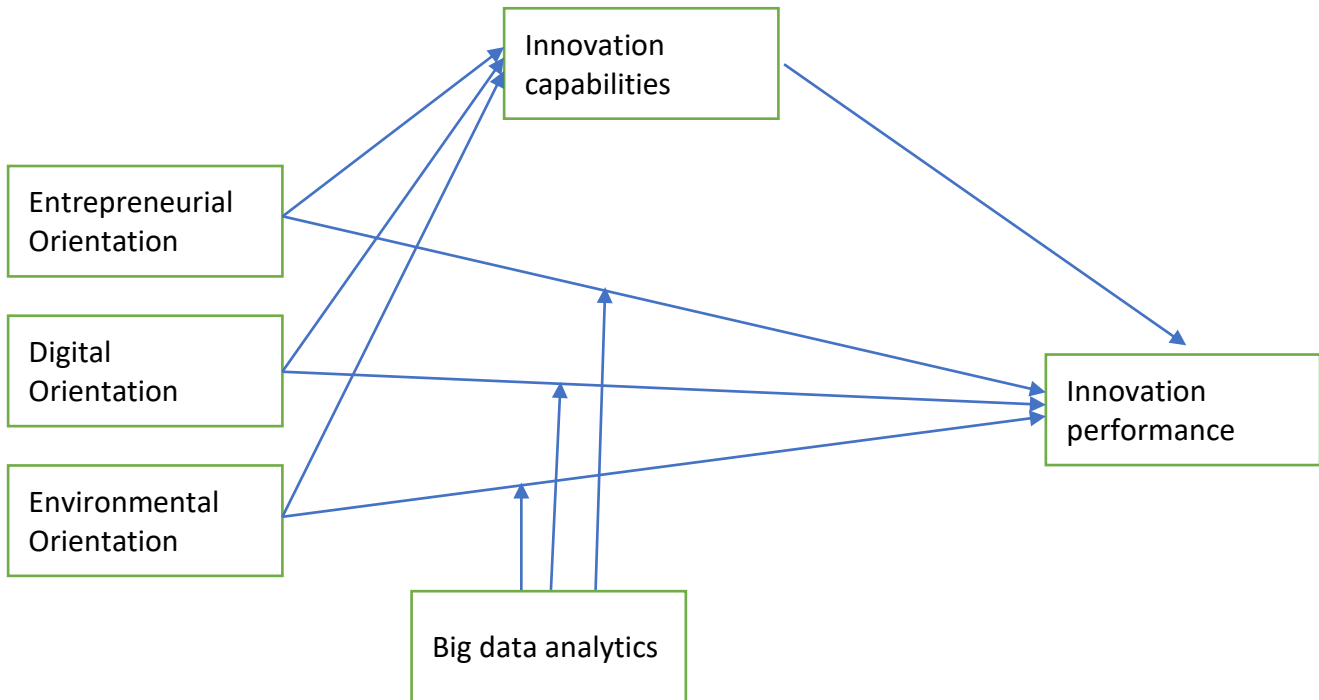 Innovation
capabilities
Entrepreneurial
Orientation
Digital
Orientation
Innovation
performance
Environmental
Orientation
Big data analytics